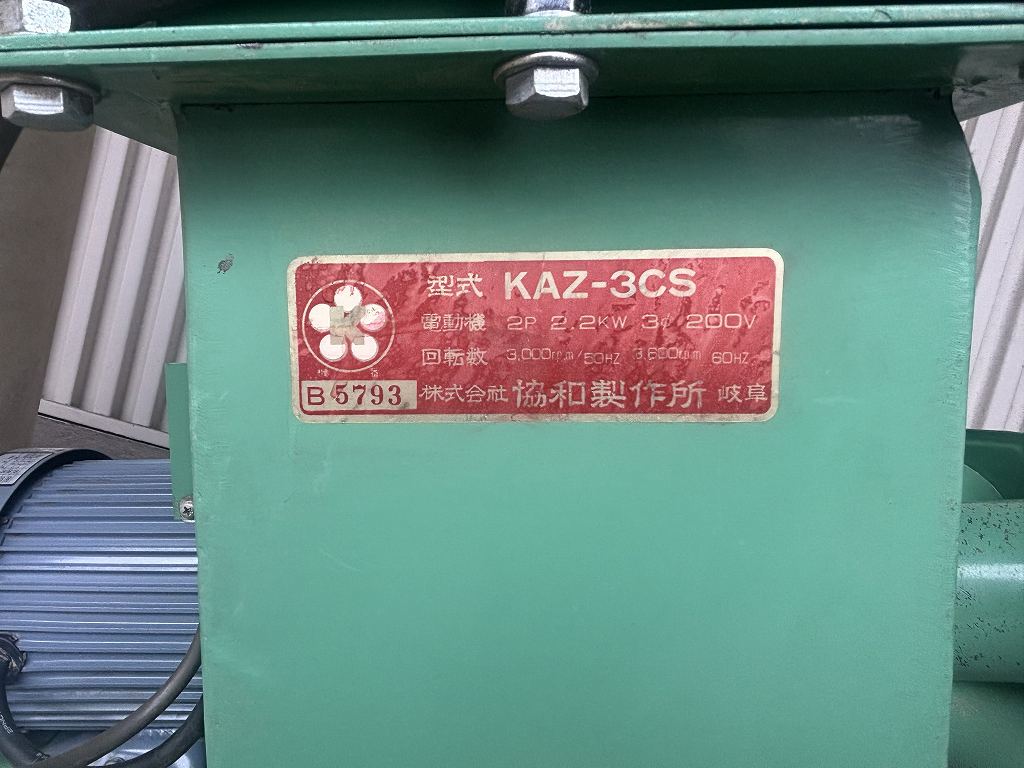 型式 KAZ-3CS
電動機 2P 2.2KW 3φ 200V
回転数 3,000rpm/50HZ 3,600rpm 60HZ
B 5793 株式会社 協和製作所 岐阜